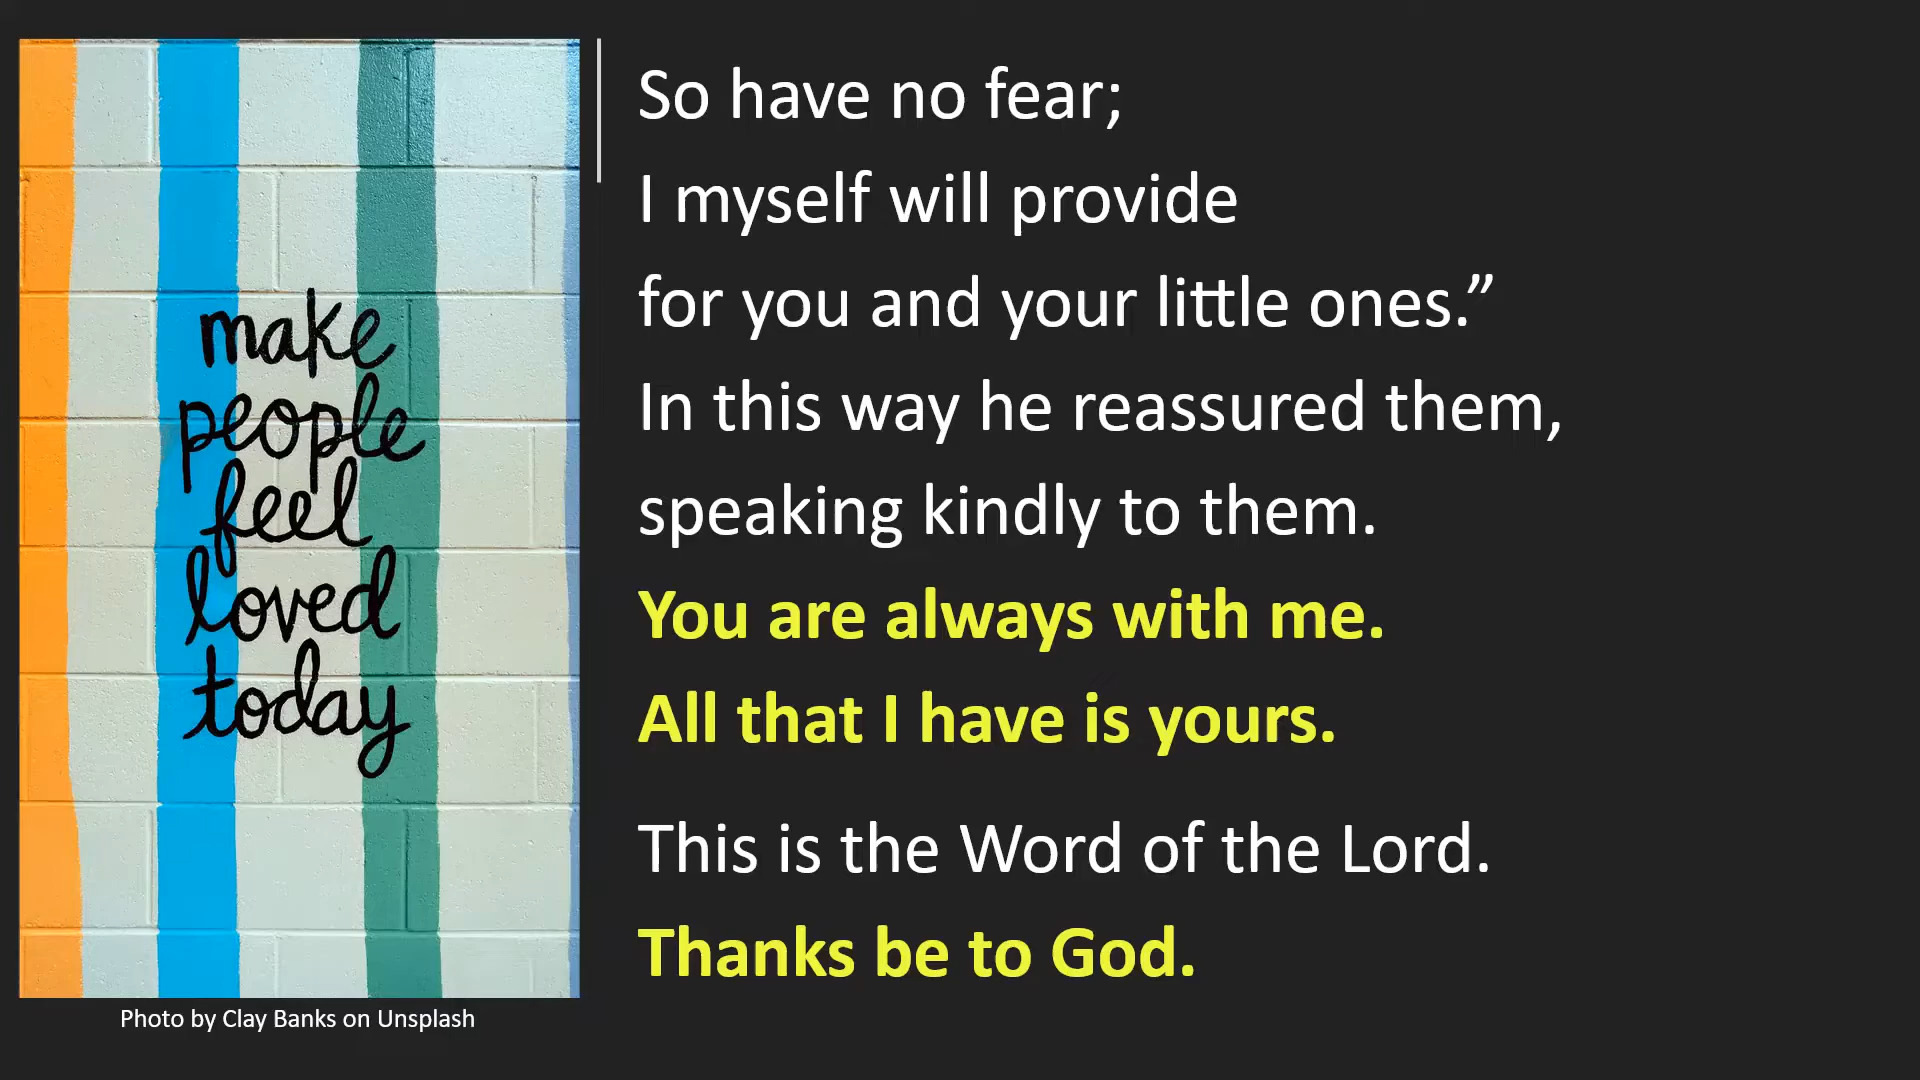 make
people
feel
loved
today
Photo by Clay Banks on Unsplash
So have no fear;
I myself will provide
for you and your little ones.”
In this way he reassured them,
speaking kindly to them.
You are always with me.
All that I have is yours.
This is the Word of the Lord.
Thanks be to God.